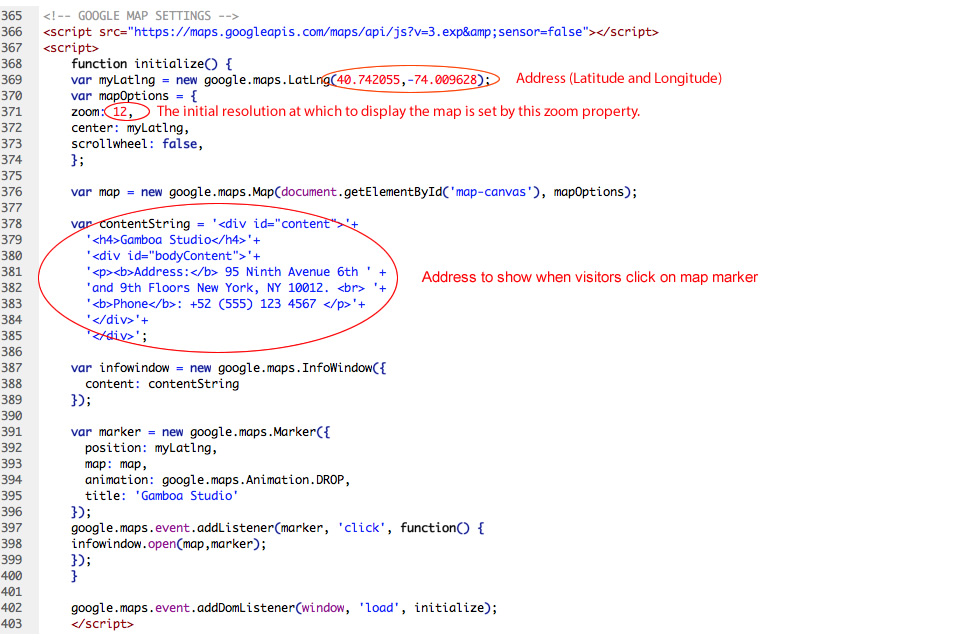 365 <!-- GOOGLE MAP SETTINGS -->
366 <script src="https://maps.googleapis.com/maps/api/js?v=3.exp&amp;sensor=false"></script>
367 <script>
368 function initialize() {
369 var myLatlng = new google.maps.LatLng(40.742055,-74.009628); Address (Latitude and Longitude)
370 var mapOptions = {
371 zoom: 12, The initial resolution at which to display the map is set by this zoom property.
372 center: myLatlng,
373 scrollwheel: false,
374 };
375
376 var map = new google.maps.Map(document.getElementById('map-canvas'), mapOptions);
377
378 var contentString = '<div id="content">'+
379 '<h4>Gamboa Studio</h4>'+
380 '<div id="bodyContent">'+
381 '<p><b>Address:</b> 95 Ninth Avenue 6th ' + Address to show when visitors click on map marker
382 'and 9th Floors New York, NY 10012. <br> '+
383 '<b>Phone</b>: +52 (555) 123 4567 </p>'+
384 '</div>'+
385 '</div>';
386
387 var infowindow = new google.maps.InfoWindow({
388 content: contentString
389 });
390
391 var marker = new google.maps.Marker({
392 position: myLatlng,
393 map: map,
394 animation: google.maps.Animation.DROP,
395 title: 'Gamboa Studio'
396 });
397 google.maps.event.addListener(marker, 'click', function() {
398 infowindow.open(map,marker);
399 });
400 }
401
402 google.maps.event.addDomListener(window, 'load', initialize);
403 </script>